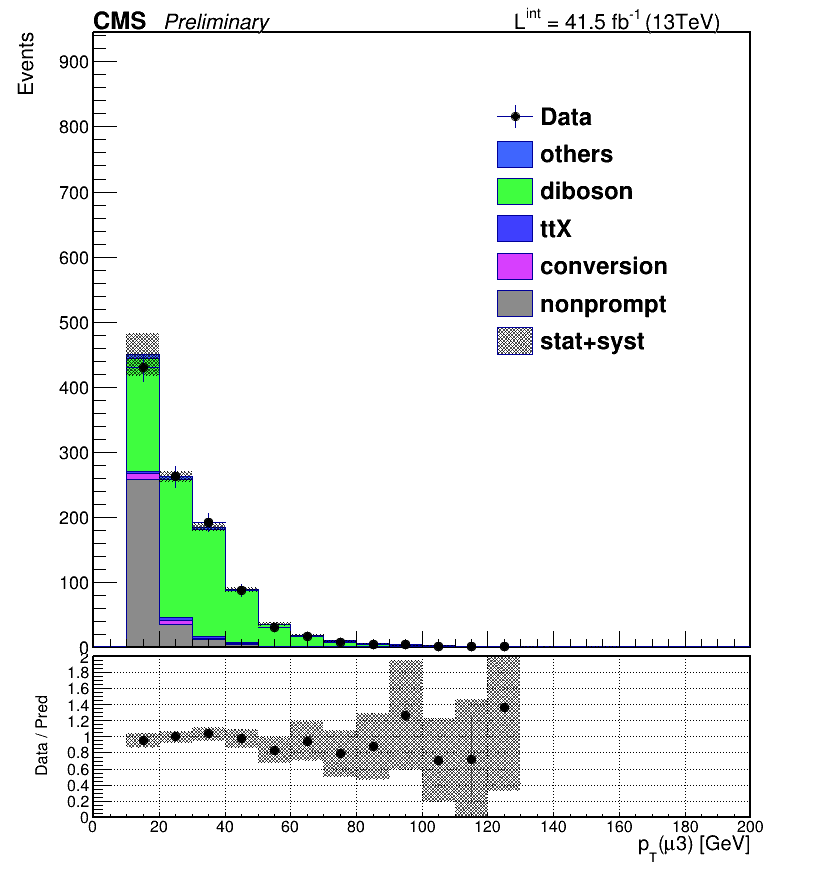 CMS Preliminary L^int = 41.5 fb^-1 (13TeV)
Events
900
800
700
600
500
400
300
200
100
0
Data
others
diboson
ttX
conversion
nonprompt
stat+syst
Data / Pred
2
1.8
1.6
1.4
1.2
1
0.8
0.6
0.4
0.2
0
0 20 40 60 80 100 120 140 160 180 200
p_T(μ3) [GeV]